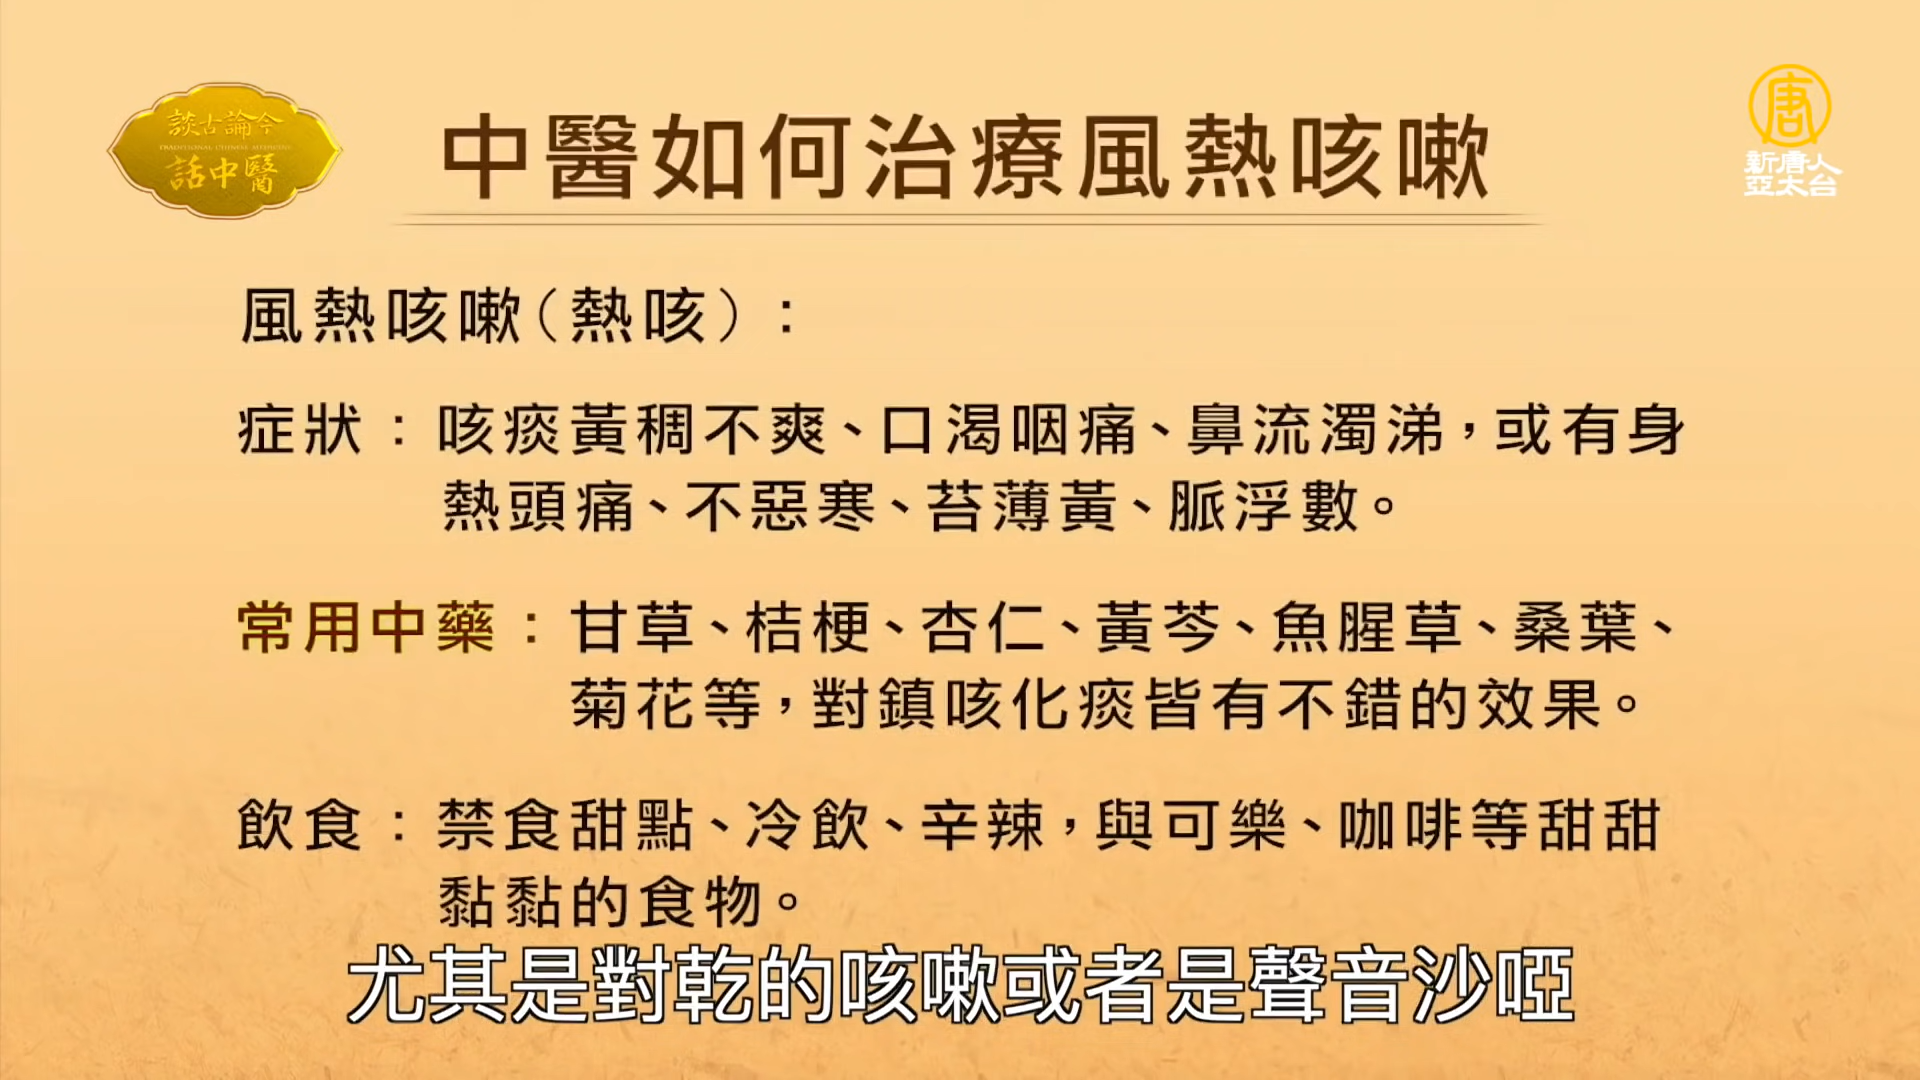 談古論今
TRADITIONAL CHINESE MEDICINE
話中醫
中醫如何治療風熱咳嗽
新唐人
亞太台
風熱咳嗽(熱咳)：
症狀：咳痰黃稠不爽、口渴咽痛、鼻流濁涕，或有身
熱頭痛、不惡寒、苔薄黃、脈浮數。
常用中藥：甘草、桔梗、杏仁、黃芩、魚腥草、桑葉、
菊花等，對鎮咳化痰皆有不錯的效果。
飲食：禁食甜點、冷飲、辛辣，與可樂、咖啡等甜甜
黏黏的食物。
尤其是對乾的咳嗽或者是聲音沙啞